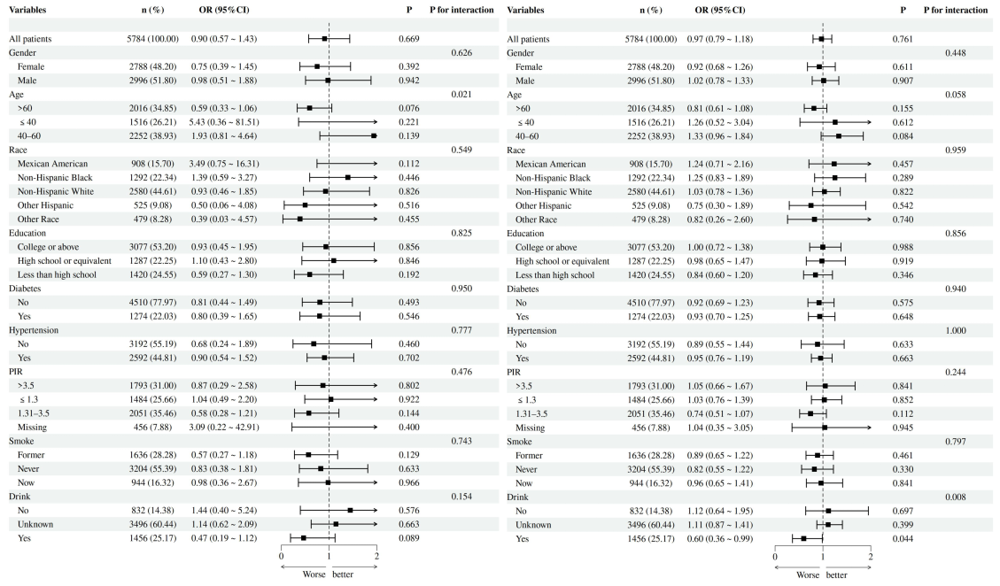 Variables n (%) OR (95%CI) P P for interaction
All patients 5784 (100.00) 0.90 (0.57 ~ 1.43) 0.669
Gender 0.626
Female 2788 (48.20) 0.75 (0.39 ~ 1.45) 0.392
Male 2996 (51.80) 0.98 (0.51 ~ 1.88) 0.942
Age 0.021
>60 2016 (34.85) 0.59 (0.33 ~ 1.06) 0.076
≤ 40 1516 (26.21) 5.43 (0.36 ~ 81.51) 0.221
40–60 2252 (38.93) 1.93 (0.81 ~ 4.64) 0.139
Race 0.549
Mexican American 908 (15.70) 3.49 (0.75 ~ 16.31) 0.112
Non-Hispanic Black 1292 (22.34) 1.39 (0.59 ~ 3.27) 0.446
Non-Hispanic White 2580 (44.61) 0.93 (0.46 ~ 1.85) 0.826
Other Hispanic 525 (9.08) 0.50 (0.06 ~ 4.08) 0.516
Other Race 479 (8.28) 0.39 (0.03 ~ 4.57) 0.455
Education 0.825
College or above 3077 (53.20) 0.93 (0.45 ~ 1.95) 0.856
High school or equivalent 1287 (22.25) 1.10 (0.43 ~ 2.80) 0.846
Less than high school 1420 (24.55) 0.59 (0.27 ~ 1.30) 0.192
Diabetes 0.950
No 4510 (77.97) 0.81 (0.44 ~ 1.49) 0.493
Yes 1274 (22.03) 0.80 (0.39 ~ 1.65) 0.546
Hypertension 0.777
No 3192 (55.19) 0.68 (0.24 ~ 1.89) 0.460
Yes 2592 (44.81) 0.90 (0.54 ~ 1.52) 0.702
PIR 0.476
>3.5 1793 (31.00) 0.87 (0.29 ~ 2.58) 0.802
≤ 1.3 1484 (25.66) 1.04 (0.49 ~ 2.20) 0.922
1.31–3.5 2051 (35.46) 0.58 (0.28 ~ 1.21) 0.144
Missing 456 (7.88) 3.09 (0.22 ~ 42.91) 0.400
Smoke 0.743
Former 1636 (28.28) 0.57 (0.27 ~ 1.18) 0.129
Never 3204 (55.39) 0.83 (0.38 ~ 1.81) 0.633
Now 944 (16.32) 0.98 (0.36 ~ 2.67) 0.966
Drink 0.154
No 832 (14.38) 1.44 (0.40 ~ 5.24) 0.576
Unknown 3496 (60.44) 1.14 (0.62 ~ 2.09) 0.663
Yes 1456 (25.17) 0.47 (0.19 ~ 1.12) 0.089
0 1 2
Worse better
Variables n (%) OR (95%CI) P P for interaction
All patients 5784 (100.00) 0.97 (0.79 ~ 1.18) 0.761
Gender 0.448
Female 2788 (48.20) 0.92 (0.68 ~ 1.26) 0.611
Male 2996 (51.80) 1.02 (0.78 ~ 1.33) 0.907
Age 0.058
>60 2016 (34.85) 0.81 (0.61 ~ 1.08) 0.155
≤ 40 1516 (26.21) 1.26 (0.52 ~ 3.04) 0.612
40–60 2252 (38.93) 1.33 (0.96 ~ 1.84) 0.084
Race 0.959
Mexican American 908 (15.70) 1.24 (0.71 ~ 2.16) 0.457
Non-Hispanic Black 1292 (22.34) 1.25 (0.83 ~ 1.89) 0.289
Non-Hispanic White 2580 (44.61) 1.03 (0.78 ~ 1.36) 0.822
Other Hispanic 525 (9.08) 0.75 (0.30 ~ 1.89) 0.542
Other Race 479 (8.28) 0.82 (0.26 ~ 2.60) 0.740
Education 0.856
College or above 3077 (53.20) 1.00 (0.72 ~ 1.38) 0.988
High school or equivalent 1287 (22.25) 0.98 (0.65 ~ 1.47) 0.919
Less than high school 1420 (24.55) 0.84 (0.60 ~ 1.20) 0.346
Diabetes 0.940
No 4510 (77.97) 0.92 (0.69 ~ 1.23) 0.575
Yes 1274 (22.03) 0.93 (0.70 ~ 1.25) 0.648
Hypertension 1.000
No 3192 (55.19) 0.89 (0.55 ~ 1.44) 0.633
Yes 2592 (44.81) 0.95 (0.76 ~ 1.19) 0.663
PIR 0.244
>3.5 1793 (31.00) 1.05 (0.66 ~ 1.67) 0.841
≤ 1.3 1484 (25.66) 1.03 (0.76 ~ 1.39) 0.852
1.31–3.5 2051 (35.46) 0.74 (0.51 ~ 1.07) 0.112
Missing 456 (7.88) 1.04 (0.35 ~ 3.05) 0.945
Smoke 0.797
Former 1636 (28.28) 0.89 (0.65 ~ 1.22) 0.461
Never 3204 (55.39) 0.82 (0.55 ~ 1.22) 0.330
Now 944 (16.32) 0.96 (0.65 ~ 1.41) 0.841
Drink 0.008
No 832 (14.38) 1.12 (0.64 ~ 1.95) 0.697
Unknown 3496 (60.44) 1.11 (0.87 ~ 1.41) 0.399
Yes 1456 (25.17) 0.60 (0.36 ~ 0.99) 0.044
0 1 2
Worse better